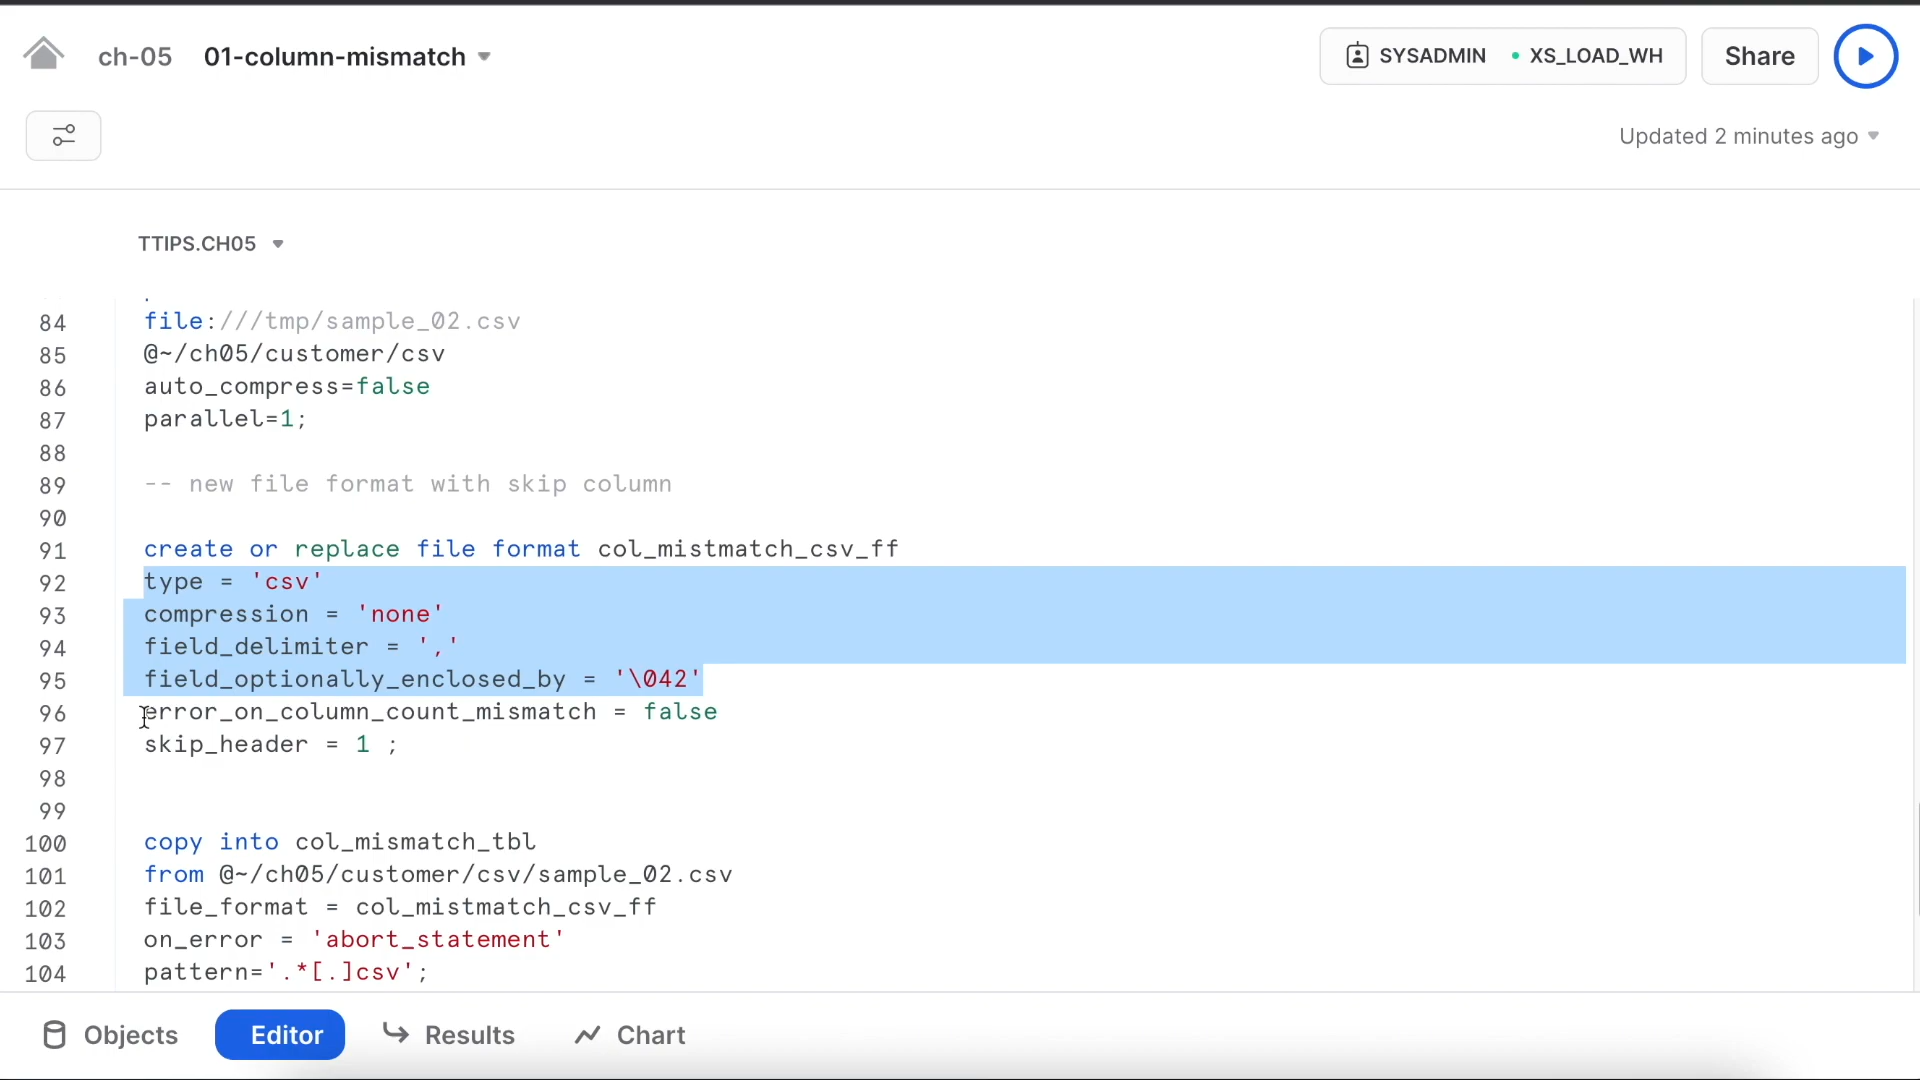 ch-05 01-column-mismatch SYSADMIN XS_LOAD_WH Share
Updated 2 minutes ago
TTIPS.CH05
84 file:///tmp/sample_02.csv
85 @~/ch05/customer/csv
86 auto_compress=false
87 parallel=1;
88
89 -- new file format with skip column
90
91 create or replace file format col_mistmatch_csv_ff
92 type = 'csv'
93 compression = 'none'
94 field_delimiter = ','
95 field_optionally_enclosed_by = '\042'
96 error_on_column_count_mismatch = false
97 skip_header = 1 ;
98
99
100 copy into col_mismatch_tbl
101 from @~/ch05/customer/csv/sample_02.csv
102 file_format = col_mistmatch_csv_ff
103 on_error = 'abort_statement'
104 pattern='.*[.]csv';
Objects Editor Results Chart